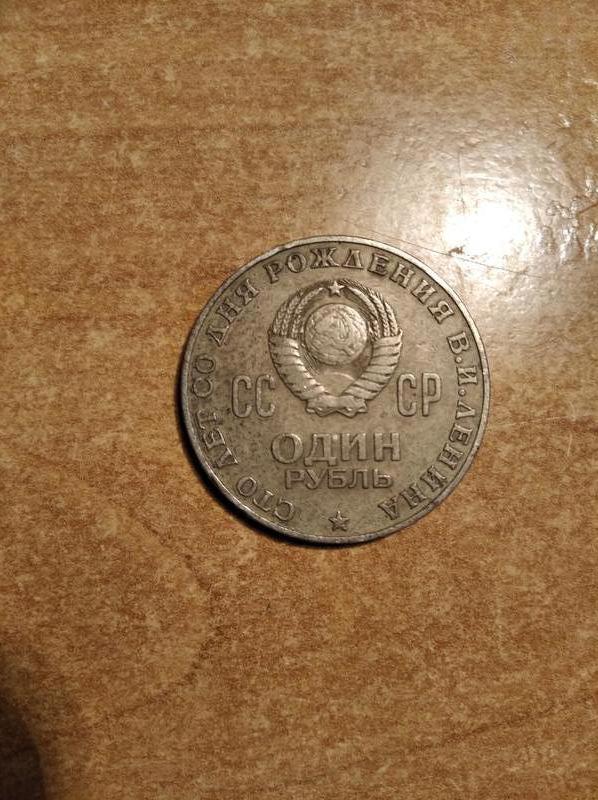 СТО ЛЕТ СО ДНЯ РОЖДЕНИЯ В.И.ЛЕНИНА
СС СР
ОДИН
РУБЛЬ